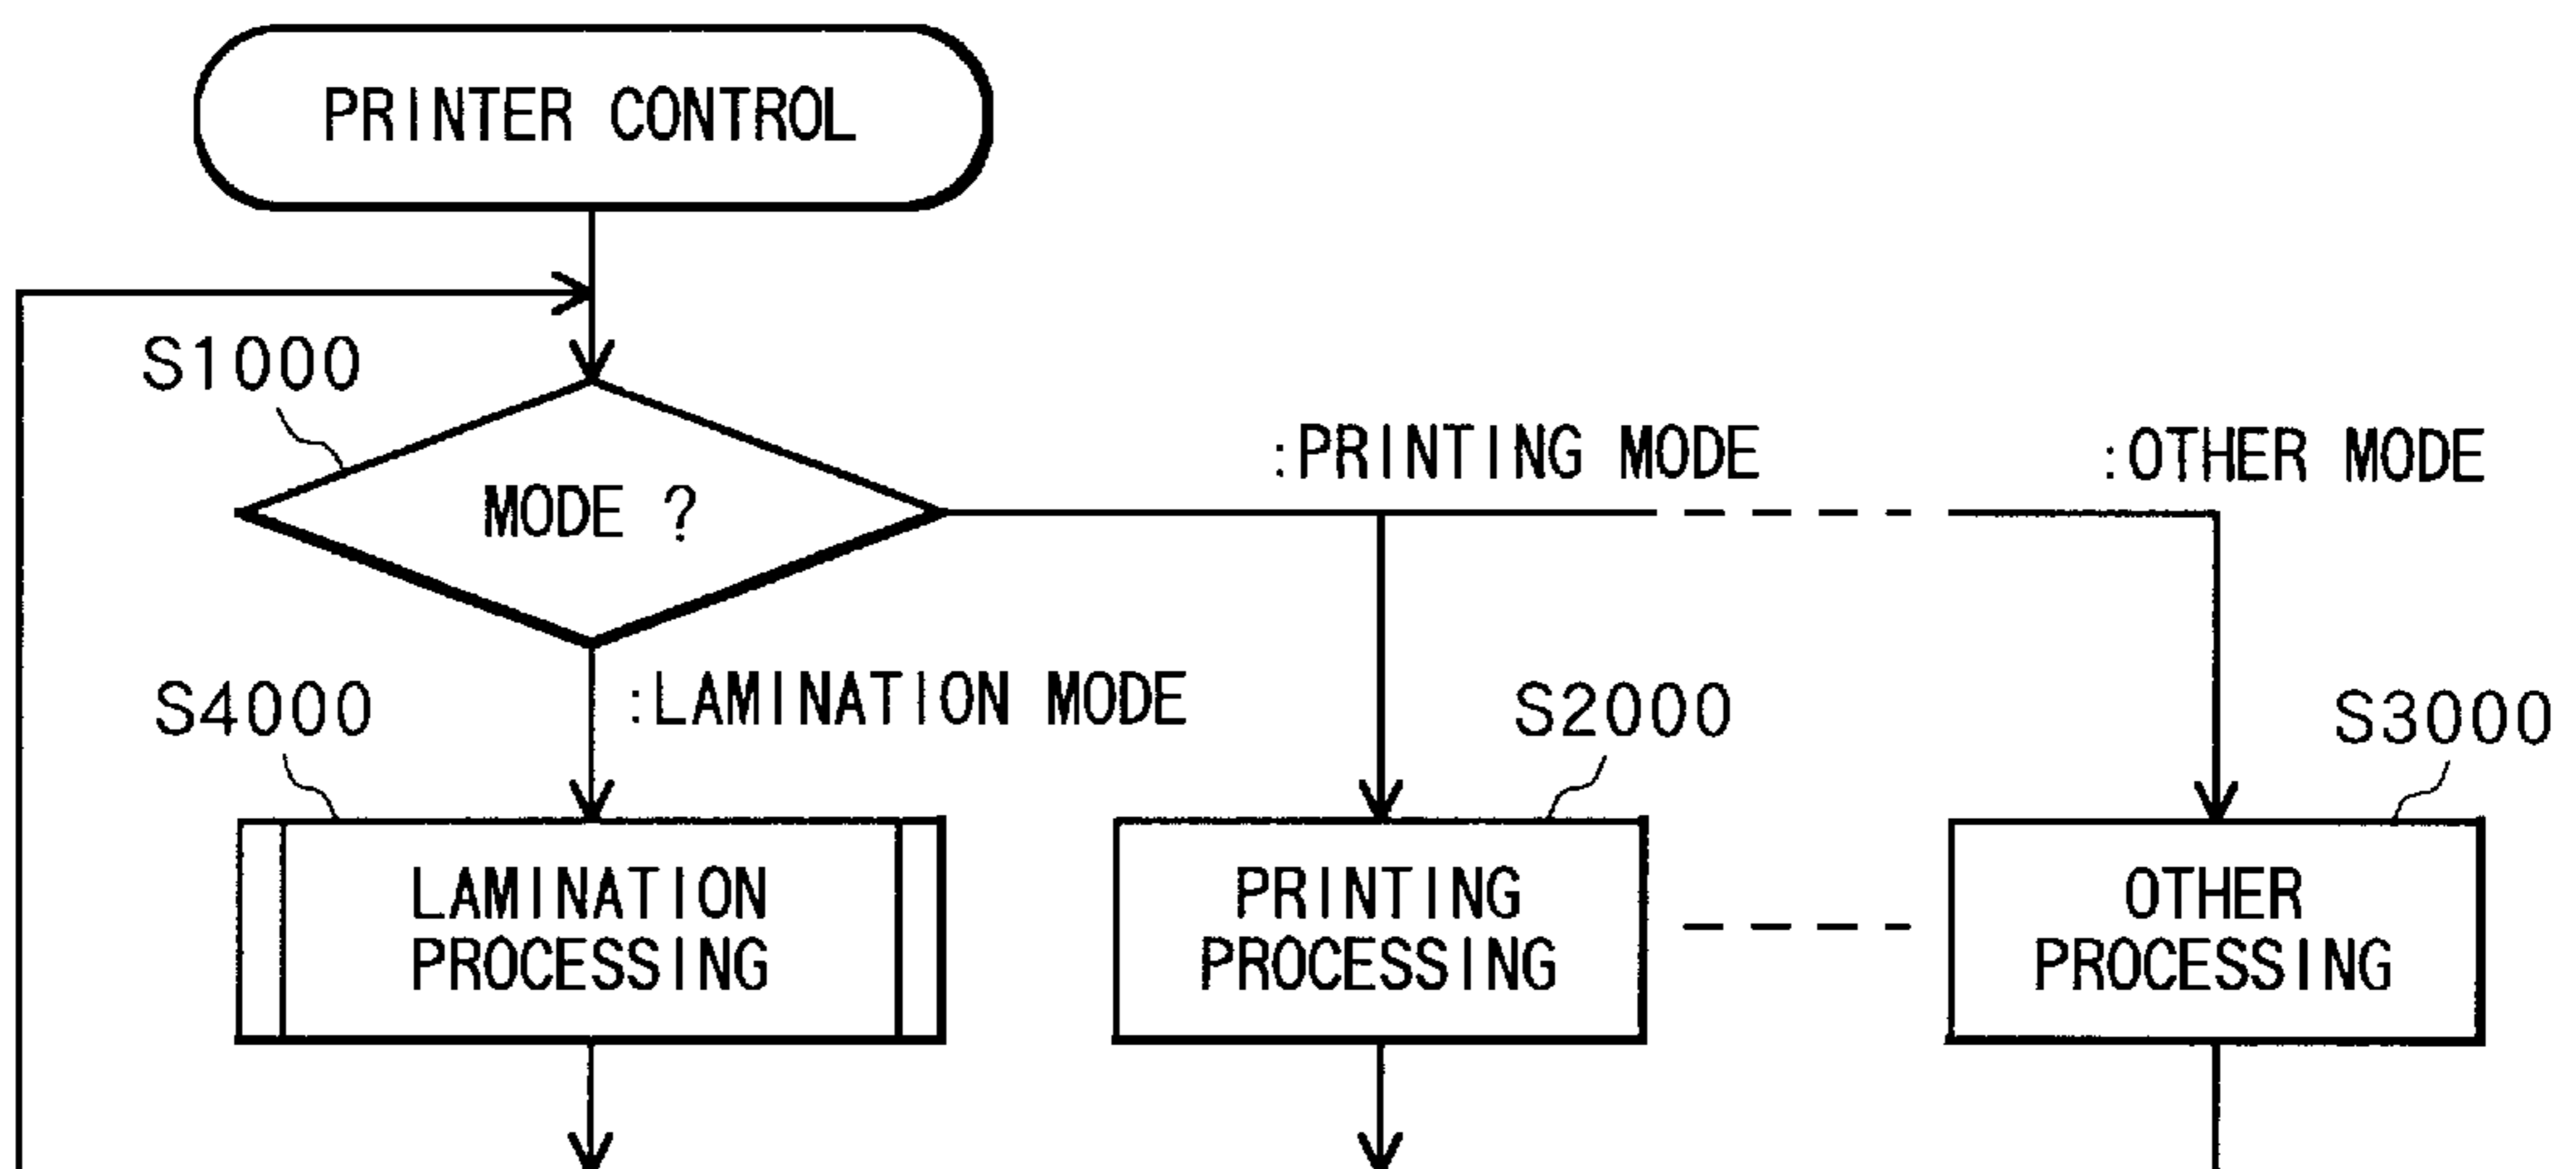 PRINTER CONTROL
S1000
MODE ?
:PRINTING MODE
:OTHER MODE
:LAMINATION MODE
S4000
S2000
S3000
LAMINATION
PROCESSING
PRINTING
PROCESSING
OTHER
PROCESSING